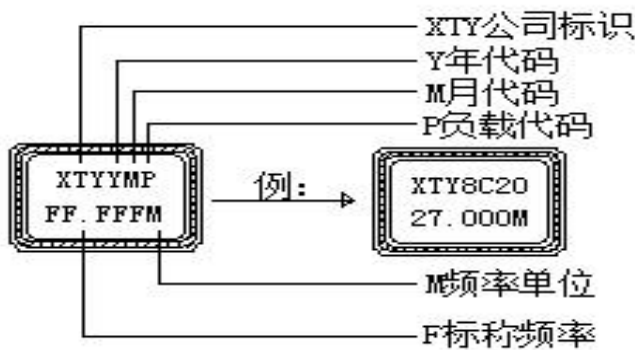 XTY公司标识
Y年代码
M月代码
P负载代码
XTYYMP
FF.FFFM
例：
XTY8C20
27.000M
M频率单位
F标称频率